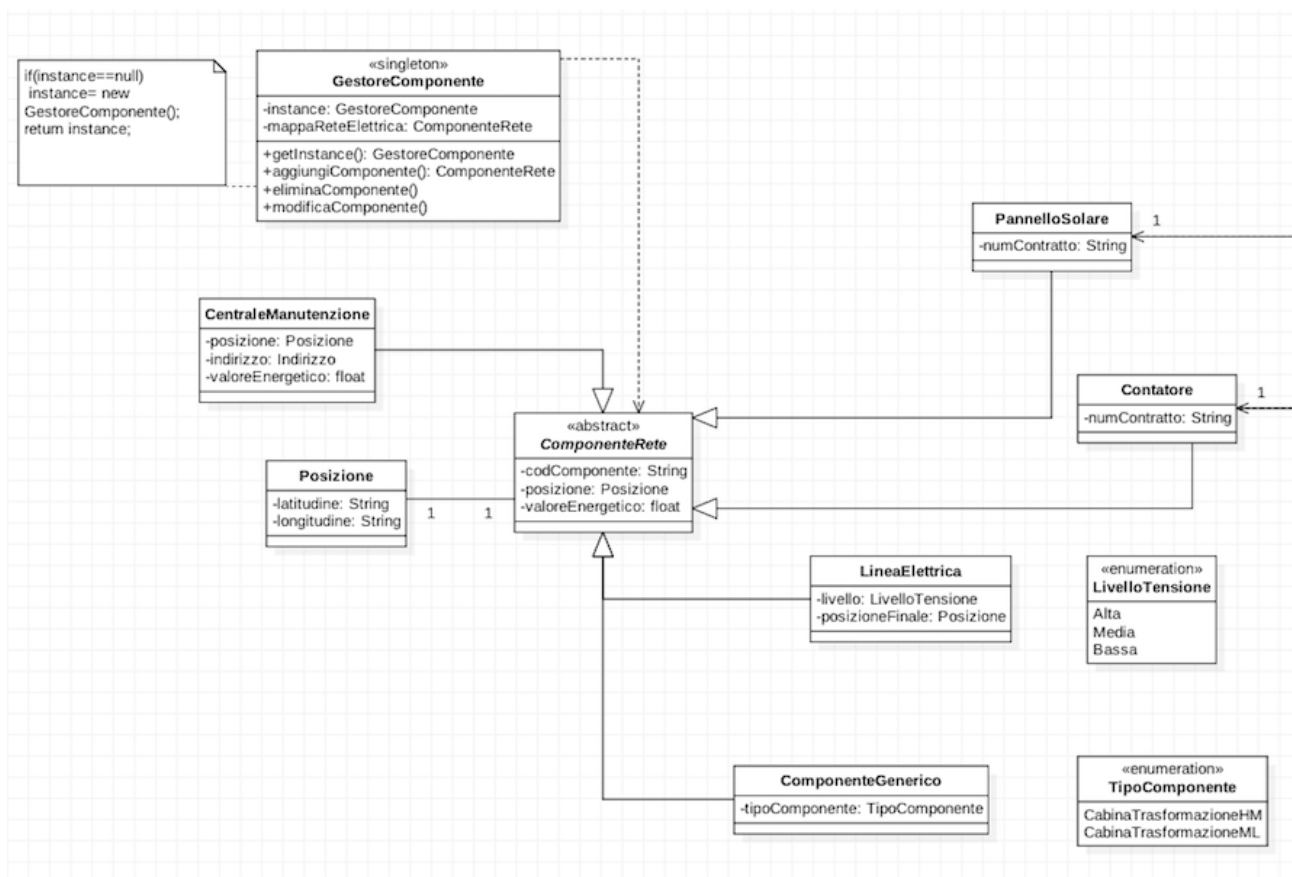 if(instance==null)
instance= new
GestoreComponente();
return instance;
«singleton»
GestoreComponente
-instance: GestoreComponente
-mappaReteElettrica: ComponenteRete
+getInstance(): GestoreComponente
+aggiungiComponente(): ComponenteRete
+eliminaComponente()
+modificaComponente()
PannelloSolare
-numContratto: String
1
CentraleManutenzione
-posizione: Posizione
-indirizzo: Indirizzo
-valoreEnergetico: float
Contatore
-numContratto: String
1
«abstract»
ComponenteRete
-codComponente: String
-posizione: Posizione
-valoreEnergetico: float
Posizione
-latitudine: String
-longitudine: String
1
1
LineaElettrica
-livello: LivelloTensione
-posizioneFinale: Posizione
«enumeration»
LivelloTensione
Alta
Media
Bassa
ComponenteGenerico
-tipoComponente: TipoComponente
«enumeration»
TipoComponente
CabinaTrasformazioneHM
CabinaTrasformazioneML